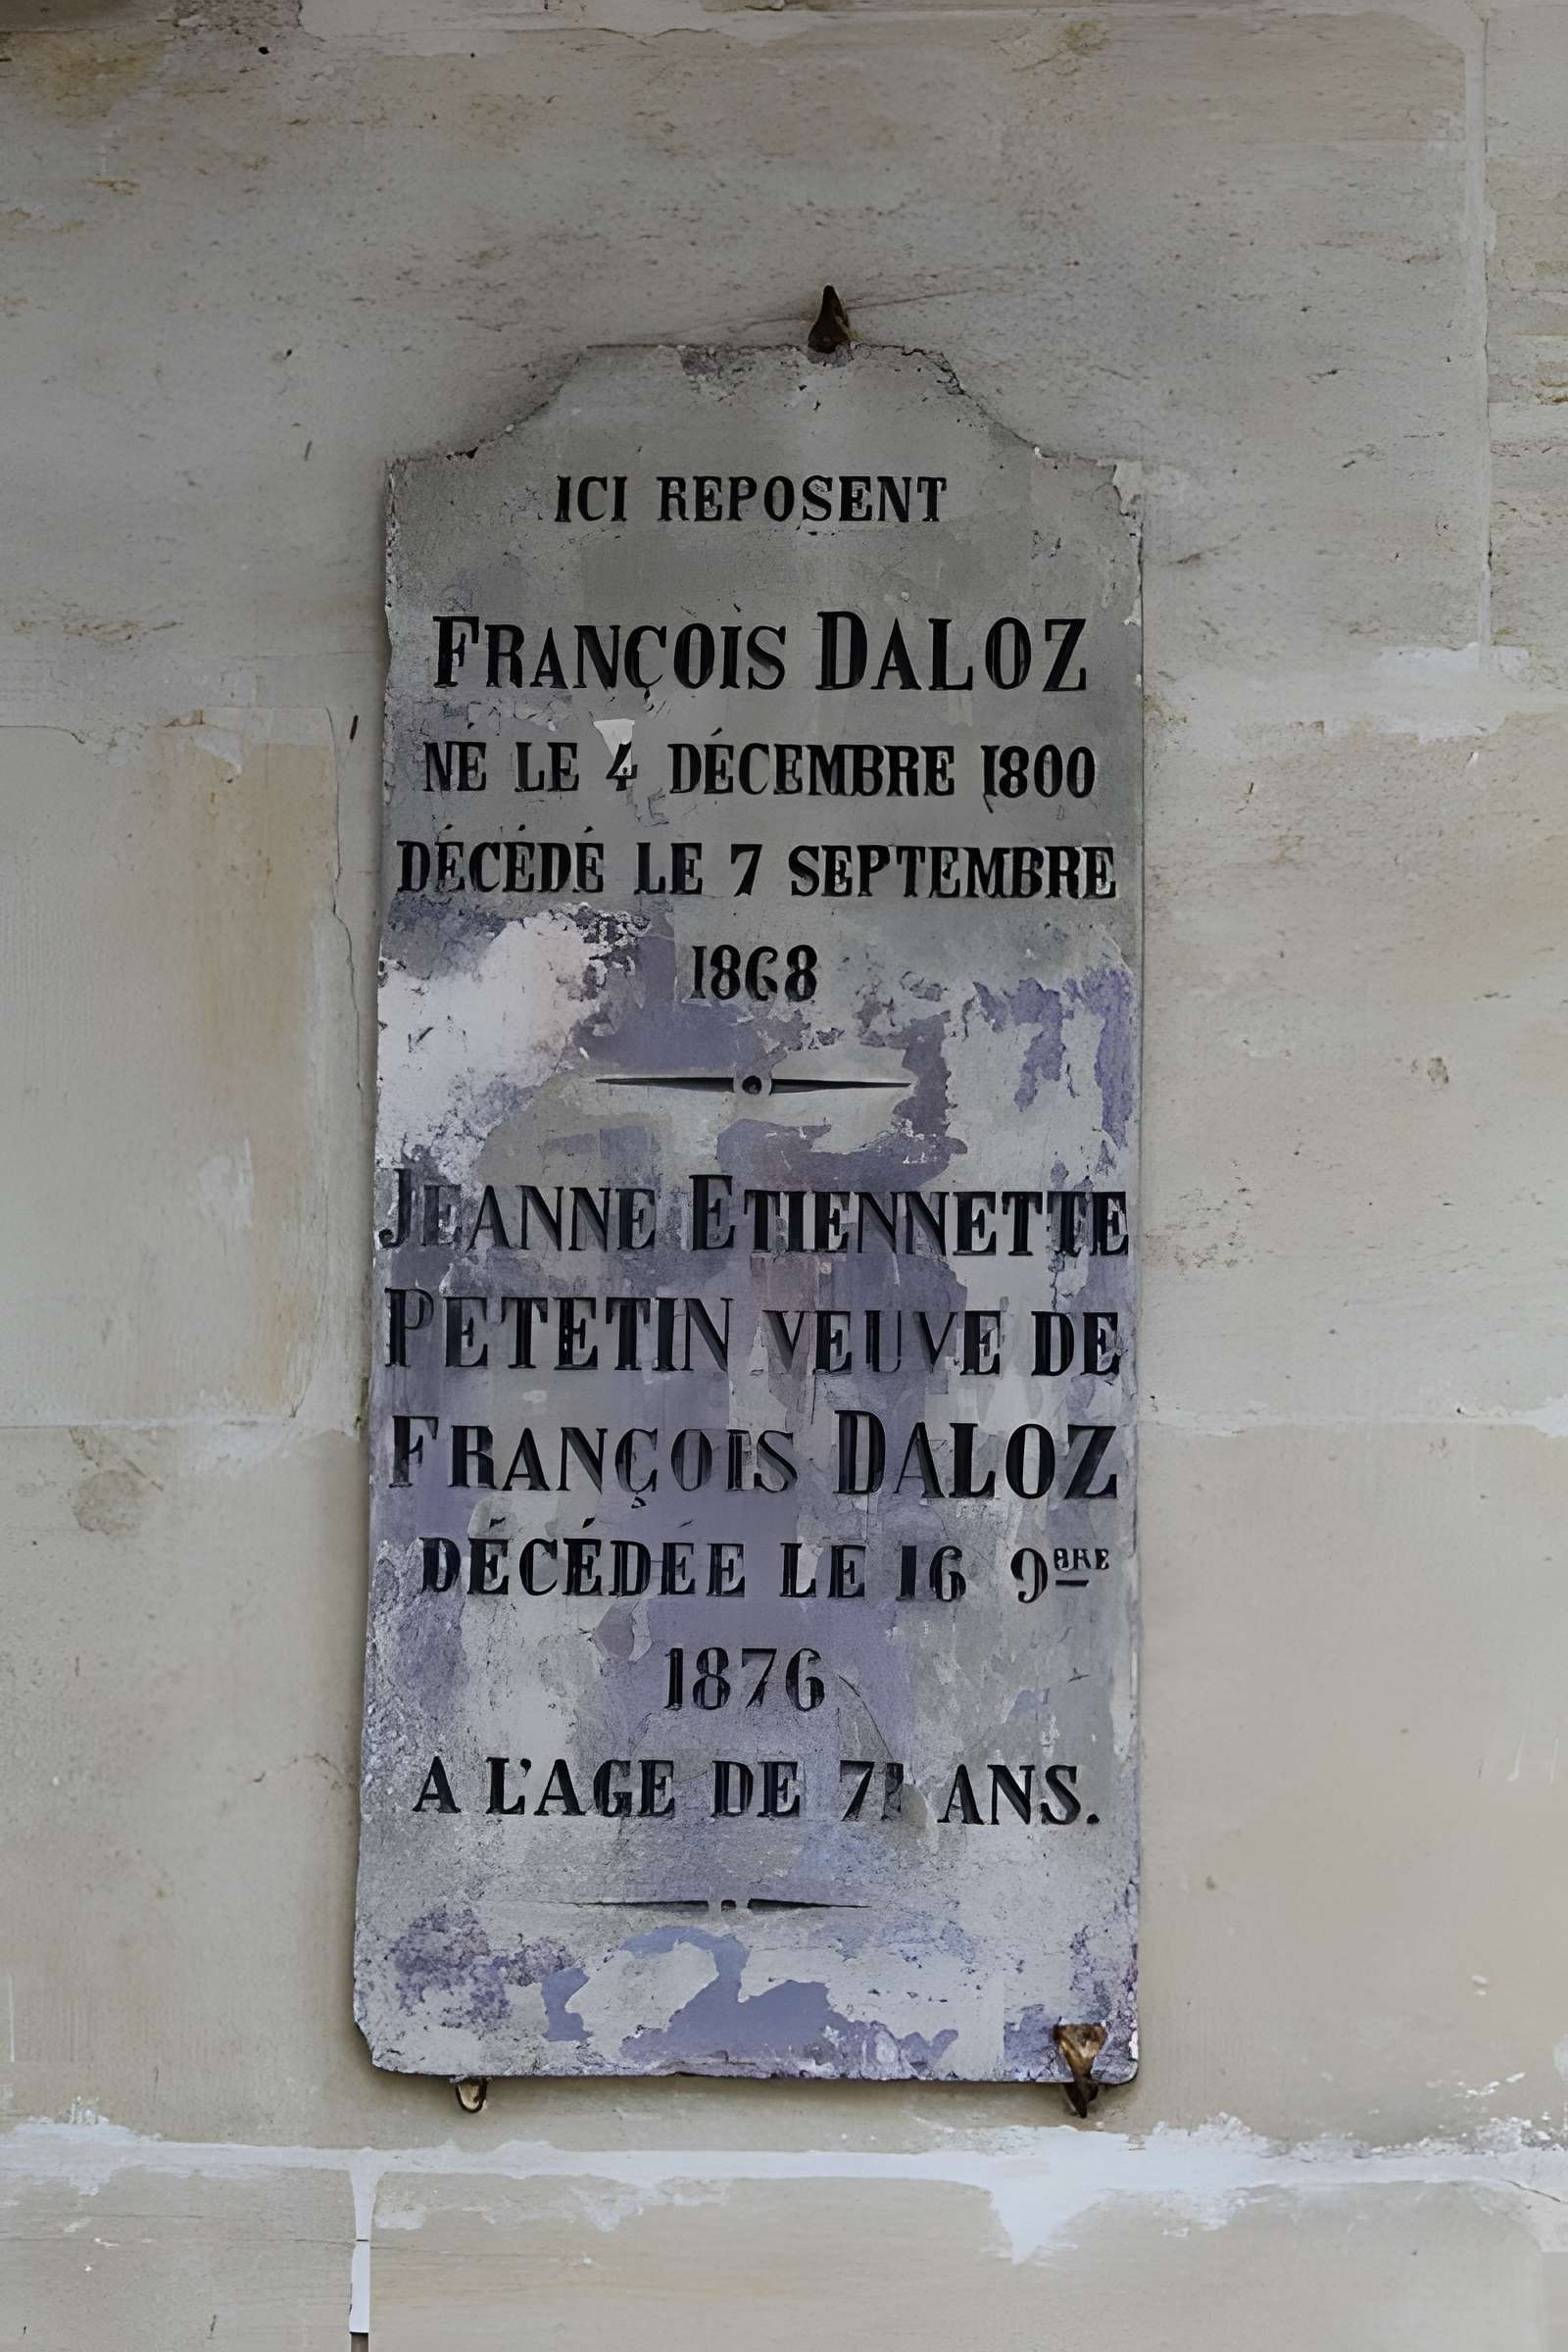 ICI REPOSENT
FRANÇOIS DALOZ
NÉ LE 4 DÉCEMBRE 1800
DÉCÉDÉ LE 7 SEPTEMBRE
1868
JEANNE ETIENNETTE
PETETIN VEUVE DE
FRANÇOIS DALOZ
DÉCÉDÉE LE 16 9BRE
1876
A L'AGE DE 71 ANS.